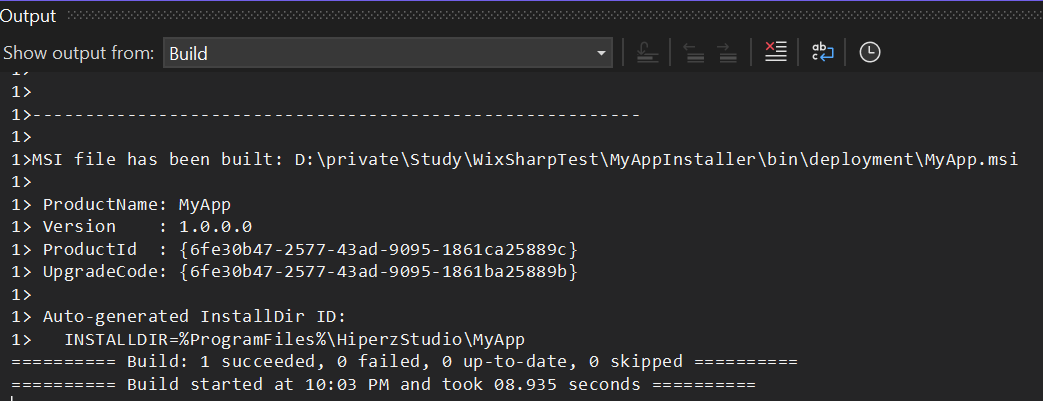 Output
Show output from: Build
1>
1>
1>----------------------------------------------------------
1>
1>MSI file has been built: D:\private\Study\WixSharpTest\MyAppInstaller\bin\deployment\MyApp.msi
1>
1> ProductName: MyApp
1> Version    : 1.0.0.0
1> ProductId  : {6fe30b47-2577-43ad-9095-1861ca25889c}
1> UpgradeCode: {6fe30b47-2577-43ad-9095-1861ba25889b}
1>
1> Auto-generated InstallDir ID:
1>   INSTALLDIR=%ProgramFiles%\HiperzStudio\MyApp
========== Build: 1 succeeded, 0 failed, 0 up-to-date, 0 skipped ==========
========== Build started at 10:03 PM and took 08.935 seconds ==========